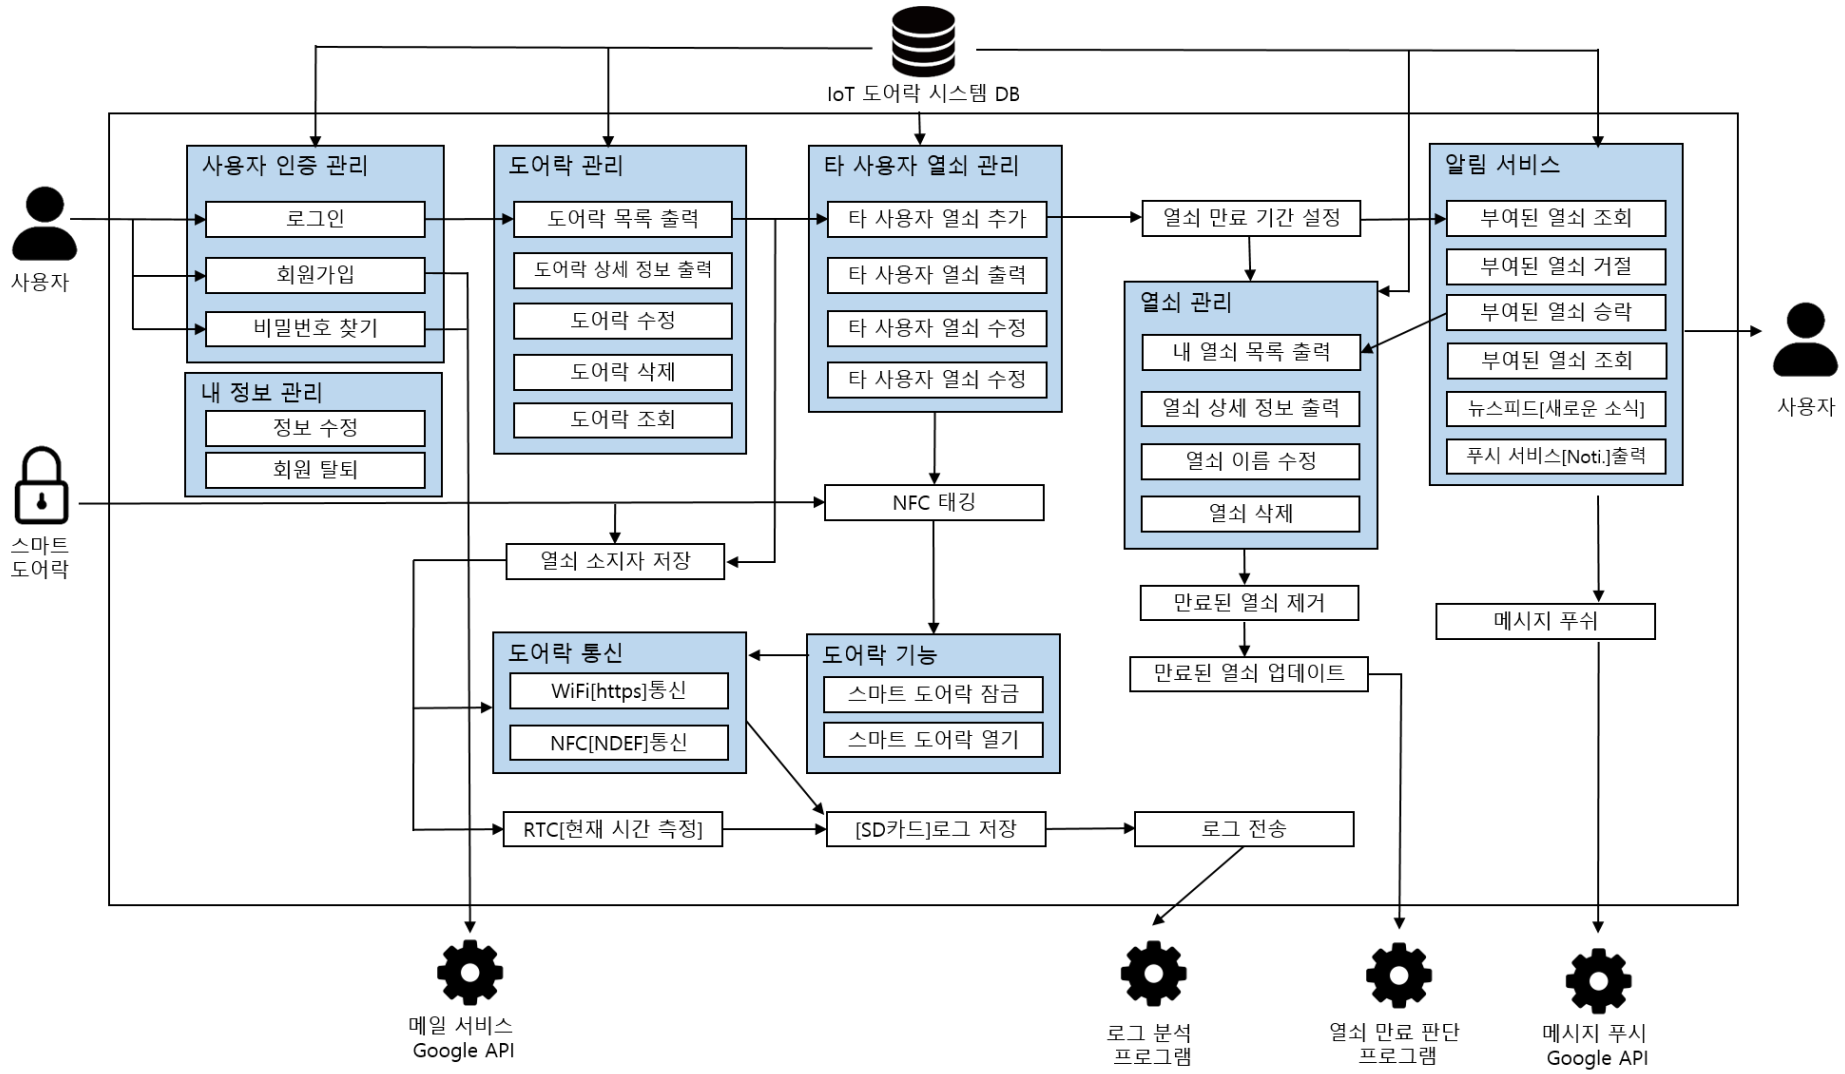 IoT 도어락 시스템 DB
사용자
스마트
도어락
사용자 인증 관리
로그인
회원가입
비밀번호 찾기
내 정보 관리
정보 수정
회원 탈퇴
도어락 관리
도어락 목록 출력
도어락 상세 정보 출력
도어락 수정
도어락 삭제
도어락 조회
타 사용자 열쇠 관리
타 사용자 열쇠 추가
타 사용자 열쇠 출력
타 사용자 열쇠 수정
타 사용자 열쇠 수정
열쇠 만료 기간 설정
열쇠 관리
내 열쇠 목록 출력
열쇠 상세 정보 출력
열쇠 이름 수정
열쇠 삭제
알림 서비스
부여된 열쇠 조회
부여된 열쇠 거절
부여된 열쇠 승락
부여된 열쇠 조회
뉴스피드[새로운 소식]
푸시 서비스[Noti.]출력
사용자
NFC 태깅
열쇠 소지자 저장
만료된 열쇠 제거
만료된 열쇠 업데이트
메시지 푸쉬
도어락 통신
WiFi[https]통신
NFC[NDEF]통신
도어락 기능
스마트 도어락 잠금
스마트 도어락 열기
RTC[현재 시간 측정]
[SD카드]로그 저장
로그 전송
메일 서비스
Google API
로그 분석
프로그램
열쇠 만료 판단
프로그램
메시지 푸시
Google API